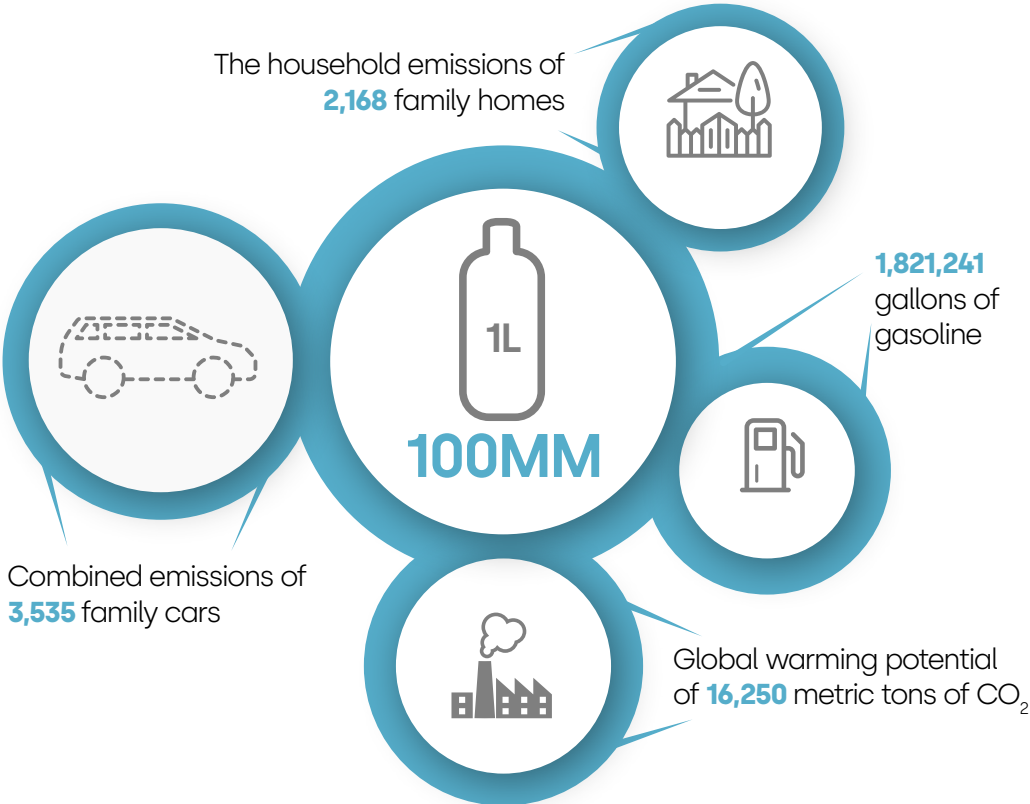 The household emissions of
2,168 family homes
1,821,241
gallons of
gasoline
1L
100MM
Combined emissions of
3,535 family cars
Global warming potential
of 16,250 metric tons of CO₂